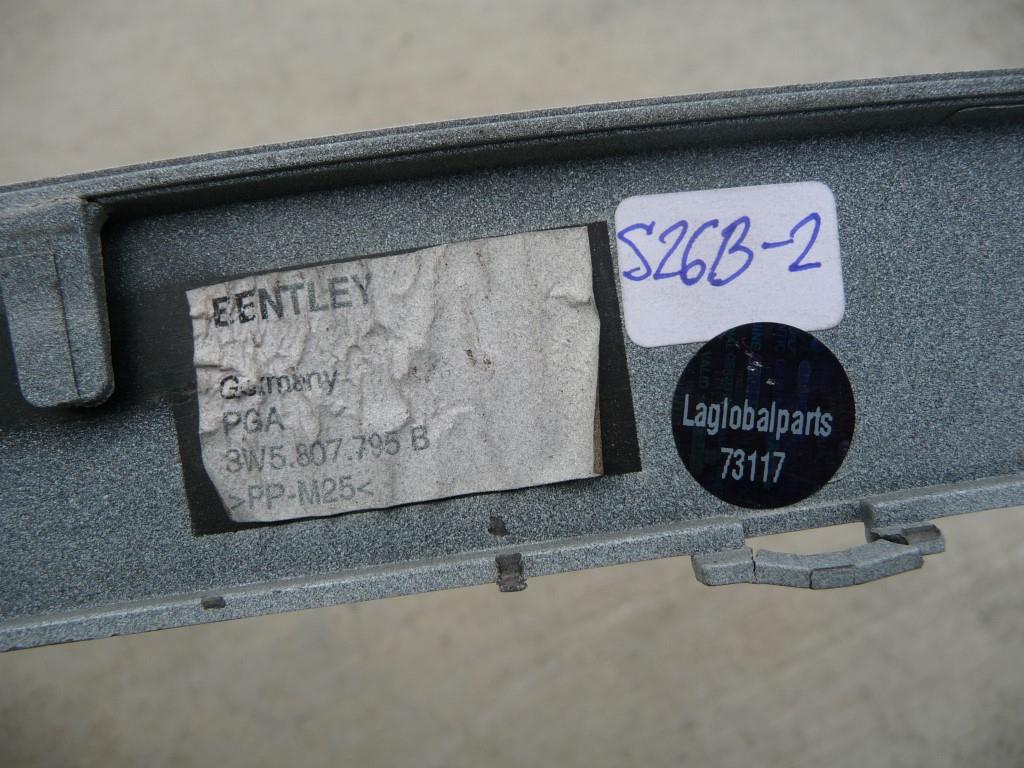 BENTLEY
Germany
PGA
3W5.807.795 B
>PP-M25<
S26B-2
Laglobalparts
73117